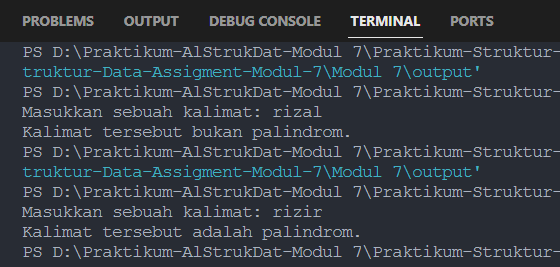 PROBLEMS OUTPUT DEBUG CONSOLE TERMINAL PORTS
PS D:\Praktikum-AlStrukDat-Modul 7\Praktikum-Struktur-
truktur-Data-Assigment-Modul-7\Modul 7\output'
PS D:\Praktikum-AlStrukDat-Modul 7\Praktikum-Struktur-
Masukkan sebuah kalimat: rizal
Kalimat tersebut bukan palindrom.
PS D:\Praktikum-AlStrukDat-Modul 7\Praktikum-Struktur-
truktur-Data-Assigment-Modul-7\Modul 7\output'
PS D:\Praktikum-AlStrukDat-Modul 7\Praktikum-Struktur-
Masukkan sebuah kalimat: rizir
Kalimat tersebut adalah palindrom.
PS D:\Praktikum-AlStrukDat-Modul 7\Praktikum-Struktur-